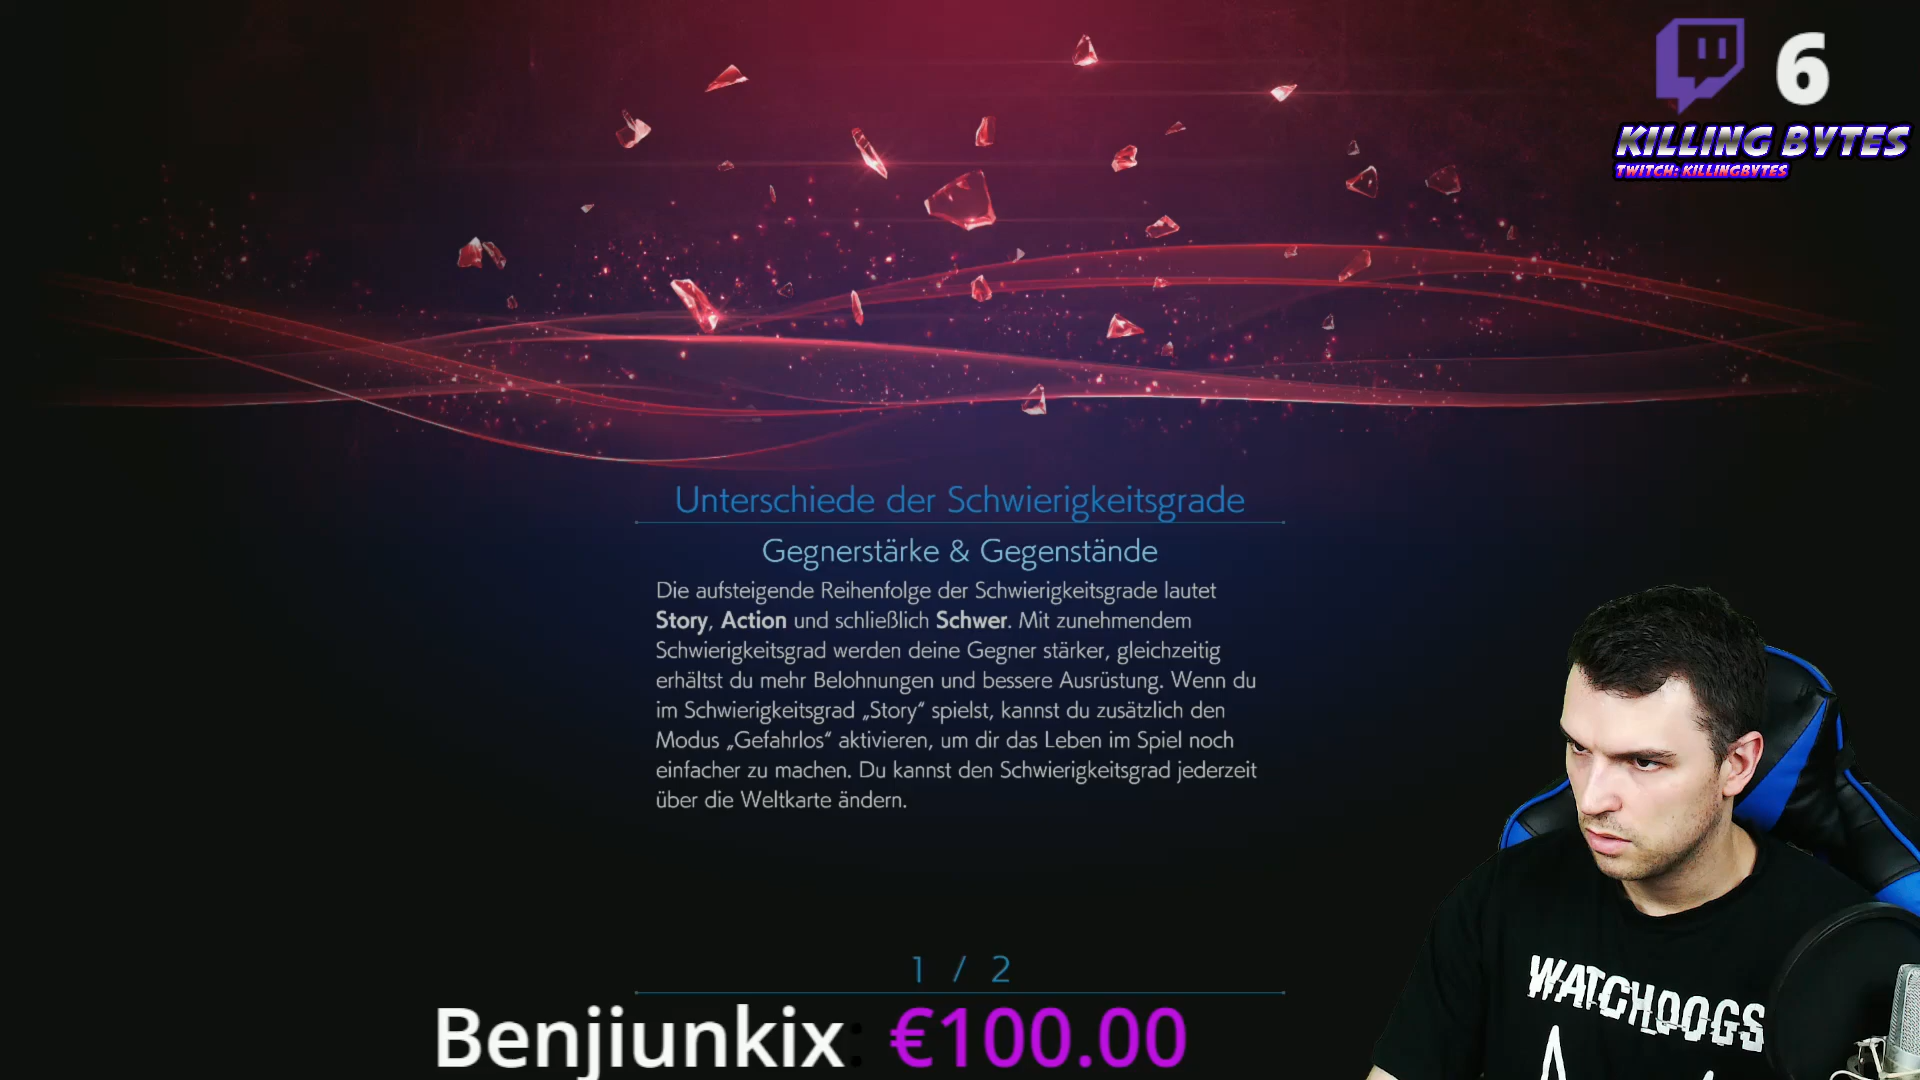 6
KILLING BYTES
TWITCH: KILLINGBYTES
Unterschiede der Schwierigkeitsgrade
Gegnerstärke & Gegenstände
Die aufsteigende Reihenfolge der Schwierigkeitsgrade lautet
Story, Action und schließlich Schwer. Mit zunehmendem
Schwierigkeitsgrad werden deine Gegner stärker, gleichzeitig
erhältst du mehr Belohnungen und bessere Ausrüstung. Wenn du
im Schwierigkeitsgrad „Story“ spielst, kannst du zusätzlich den
Modus „Gefahrlos“ aktivieren, um dir das Leben im Spiel noch
einfacher zu machen. Du kannst den Schwierigkeitsgrad jederzeit
über die Weltkarte ändern.
WATCH_DOGS
1 / 2
Benjiunkix: €100.00